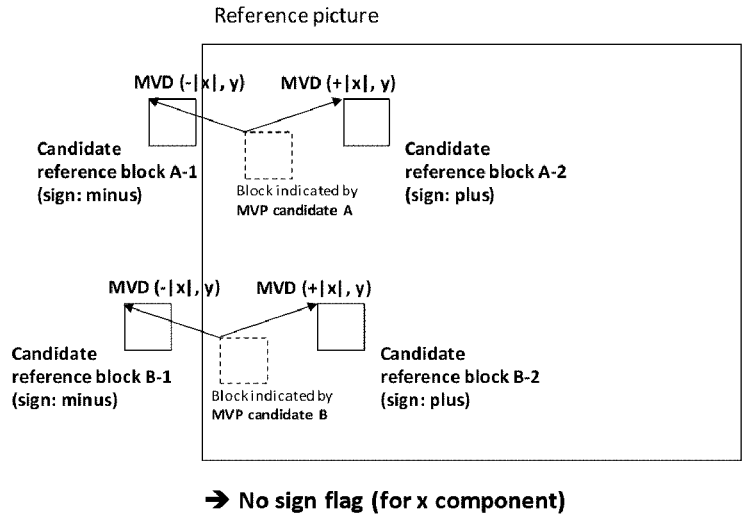 Reference picture
MVD (-|x|, y) MVD (+|x|, y)
Candidate
reference block A-1
(sign: minus)
Candidate
reference block A-2
(sign: plus)
Block indicated by
MVP candidate A
MVD (-|x|, y) MVD (+|x|, y)
Candidate
reference block B-1
(sign: minus)
Candidate
reference block B-2
(sign: plus)
Block indicated by
MVP candidate B
➔ No sign flag (for x component)